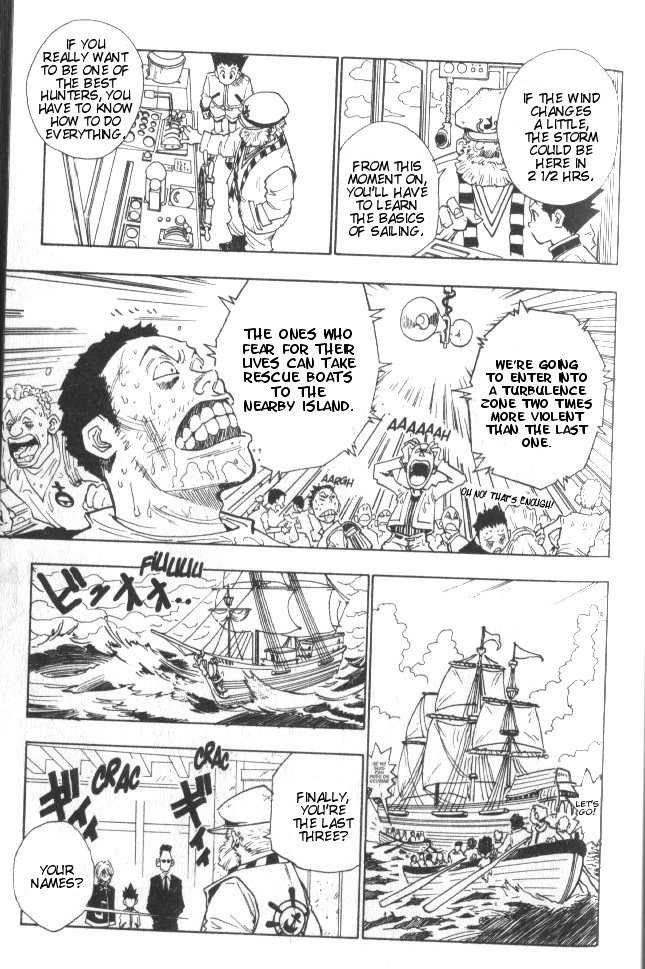 IF THE WIND
CHANGES
A LITTLE,
THE STORM
COULD BE
HERE IN
2 1/2 HRS.
FROM THIS
MOMENT ON,
YOU'LL HAVE
TO LEARN
THE BASICS
OF SAILING.
IF YOU
REALLY WANT
TO BE ONE OF
THE BEST
HUNTERS, YOU
HAVE TO KNOW
HOW TO DO
EVERYTHING.
WE'RE GOING
TO ENTER INTO
A TURBULENCE
ZONE TWO TIMES
MORE VIOLENT
THAN THE LAST
ONE.
THE ONES WHO
FEAR FOR THEIR
LIVES CAN TAKE
RESCUE BOATS
TO THE
NEARBY ISLAND.
AAAAAAH
OH NO! THAT'S ENOUGH!
AARGH
LET'S
GO!
FUUUUU
ビュオオ..
FINALLY,
YOU'RE
THE LAST
THREE?
CRAC
CRAC
ギィ
ギィィ
YOUR
NAMES?